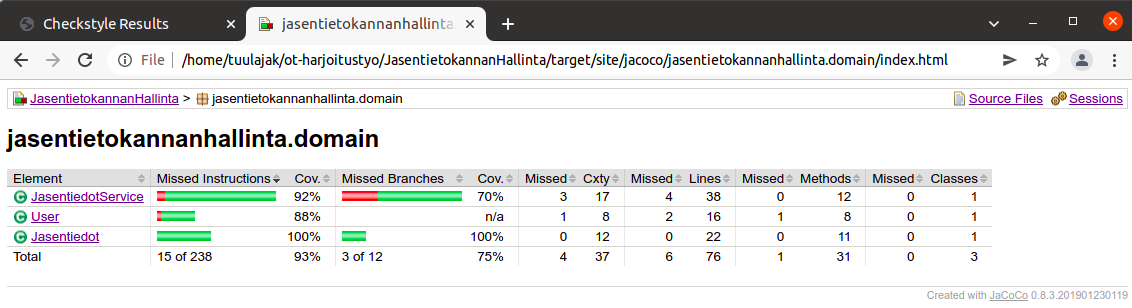 Checkstyle Results
jasentietokannanhallinta
File /home/tuulajak/ot-harjoitustyo/JasentietokannanHallinta/target/site/jacoco/jasentietokannanhallinta.domain/index.html
JasentietokannanHallinta > jasentietokannanhallinta.domain Source Files Sessions
jasentietokannanhallinta.domain
Element Missed Instructions Cov. Missed Branches Cov. Missed Cxty Missed Lines Missed Methods Missed Classes
JasentiedotService 92% 70% 3 17 4 38 0 12 0 1
User 88% n/a 1 8 2 16 1 8 0 1
Jasentiedot 100% 100% 0 12 0 22 0 11 0 1
Total 15 of 238 93% 3 of 12 75% 4 37 6 76 1 31 0 3
Created with JaCoCo 0.8.3.201901230119